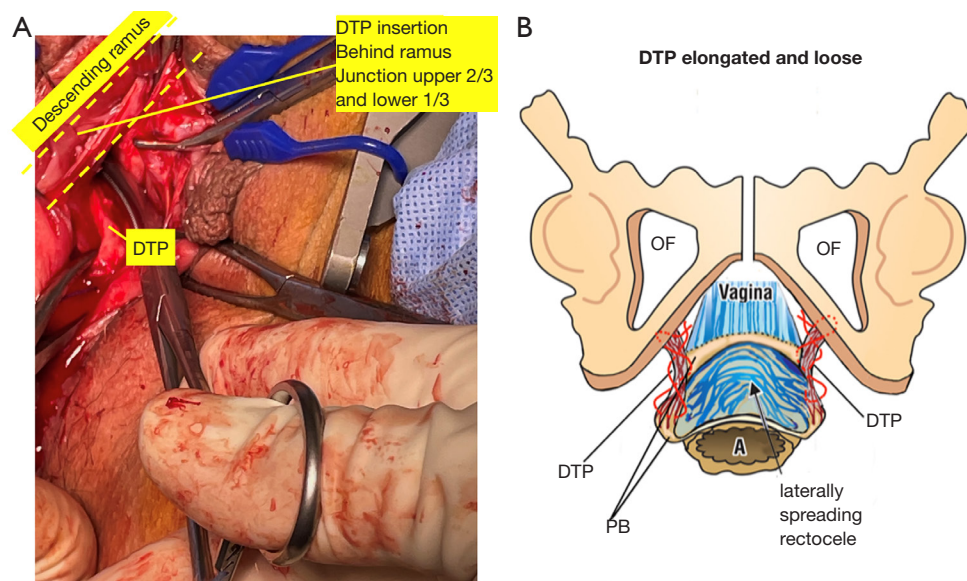 A
Descending ramus
DTP insertion
Behind ramus
Junction upper 2/3
and lower 1/3
DTP
B
DTP elongated and loose
OF
OF
Vagina
DTP
DTP
A
PB
laterally
spreading
rectocele